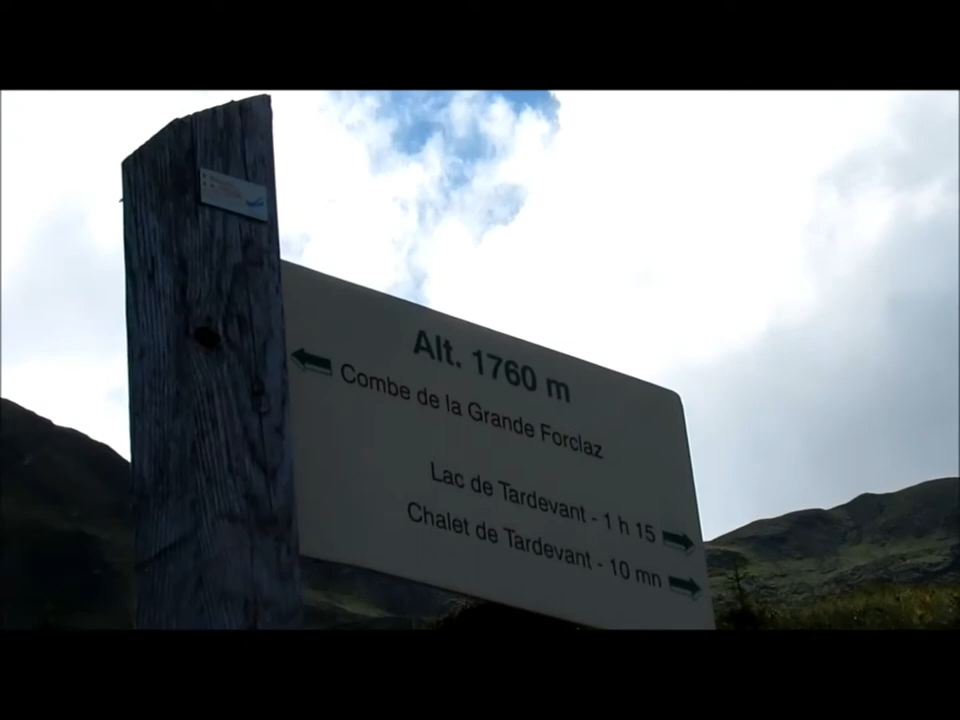 Alt. 1760 m
Combe de la Grande Forclaz
Lac de Tardevant - 1 h 15
Chalet de Tardevant - 10 mn